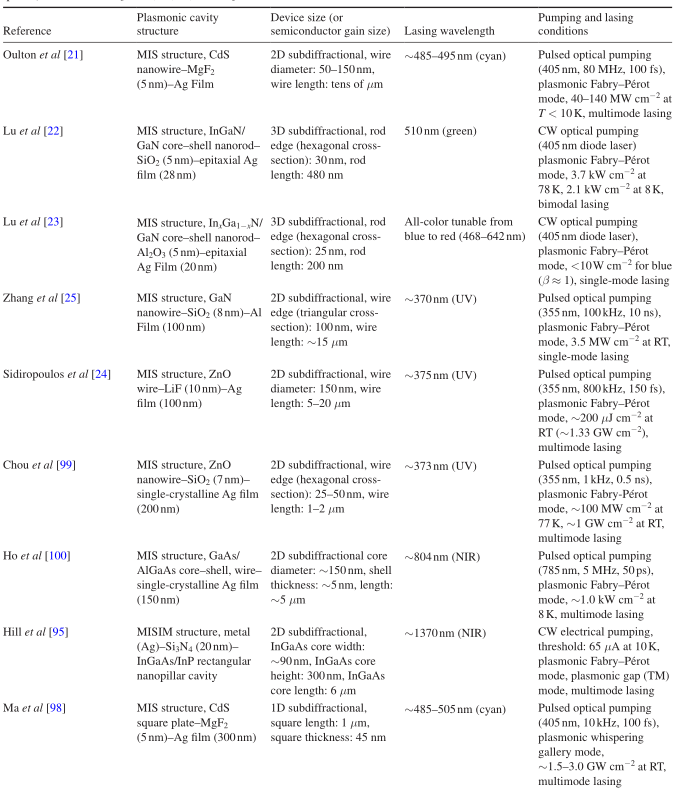 Reference
Plasmonic cavity
structure
Device size (or
semiconductor gain size)
Lasing wavelength
Pumping and lasing
conditions
Oulton et al [21]
MIS structure, CdS
nanowire–MgF2
(5 nm)–Ag Film
2D subdiffractional, wire
diameter: 50–150 nm,
wire length: tens of μm
∼485–495 nm (cyan)
Pulsed optical pumping
(405 nm, 80 MHz, 100 fs),
plasmonic Fabry–Pérot
mode, 40–140 MW cm−2 at
T < 10 K, multimode lasing
Lu et al [22]
MIS structure, InGaN/
GaN core–shell nanorod–
SiO2 (5 nm)–epitaxial Ag
film (28 nm)
3D subdiffractional, rod
edge (hexagonal cross-
section): 30 nm, rod
length: 480 nm
510 nm (green)
CW optical pumping
(405 nm diode laser)
plasmonic Fabry–Pérot
mode, 3.7 kW cm−2 at
78 K, 2.1 kW cm−2 at 8 K,
bimodal lasing
Lu et al [23]
MIS structure, InxGa1−xN/
GaN core–shell nanorod–
Al2O3 (5 nm)–epitaxial
Ag Film (20 nm)
3D subdiffractional, rod
edge (hexagonal cross-
section): 25 nm, rod
length: 200 nm
All-color tunable from
blue to red (468–642 nm)
CW optical pumping
(405 nm diode laser),
plasmonic Fabry–Pérot
mode, <10 W cm−2 for blue
(β ≈ 1), single-mode lasing
Zhang et al [25]
MIS structure, GaN
nanowire–SiO2 (8 nm)–Al
Film (100 nm)
2D subdiffractional, wire
edge (triangular cross-
section): 100 nm, wire
length: ∼15 μm
∼370 nm (UV)
Pulsed optical pumping
(355 nm, 100 kHz, 10 ns),
plasmonic Fabry–Pérot
mode, 3.5 MW cm−2 at RT,
single-mode lasing
Sidiropoulos et al [24]
MIS structure, ZnO
wire–LiF (10 nm)–Ag
film (100 nm)
2D subdiffractional, wire
diameter: 150 nm, wire
length: 5–20 μm
∼375 nm (UV)
Pulsed optical pumping
(355 nm, 800 kHz, 150 fs),
plasmonic Fabry–Pérot
mode, ∼200 μJ cm−2 at
RT (∼1.33 GW cm−2),
multimode lasing
Chou et al [99]
MIS structure, ZnO
nanowire–SiO2 (7 nm)–
single-crystalline Ag film
(200 nm)
2D subdiffractional, wire
edge (hexagonal cross-
section): 25–50 nm, wire
length: 1–2 μm
∼373 nm (UV)
Pulsed optical pumping
(355 nm, 1 kHz, 0.5 ns),
plasmonic Fabry-Pérot
mode, ∼100 MW cm−2 at
77 K, ∼1 GW cm−2 at RT,
multimode lasing
Ho et al [100]
MIS structure, GaAs/
AlGaAs core–shell, wire–
single-crystalline Ag film
(150 nm)
2D subdiffractional core
diameter: ∼150 nm, shell
thickness: ∼5 nm, length:
∼5 μm
∼804 nm (NIR)
Pulsed optical pumping
(785 nm, 5 MHz, 50 ps),
plasmonic Fabry–Pérot
mode, ∼1.0 kW cm−2 at
8 K, multimode lasing
Hill et al [95]
MISIM structure, metal
(Ag)–Si3N4 (20 nm)–
InGaAs/InP rectangular
nanopillar cavity
2D subdiffractional,
InGaAs core width:
∼90 nm, InGaAs core
height: 300 nm, InGaAs
core length: 6 μm
∼1370 nm (NIR)
CW electrical pumping,
threshold: 65 μA at 10 K,
plasmonic Fabry–Pérot
mode, plasmonic gap (TM)
mode, multimode lasing
Ma et al [98]
MIS structure, CdS
square plate–MgF2
(5 nm)–Ag film (300 nm)
1D subdiffractional,
square length: 1 μm,
square thickness: 45 nm
∼485–505 nm (cyan)
Pulsed optical pumping
(405 nm, 10 kHz, 100 fs),
plasmonic whispering
gallery mode,
∼1.5–3.0 GW cm−2 at RT,
multimode lasing